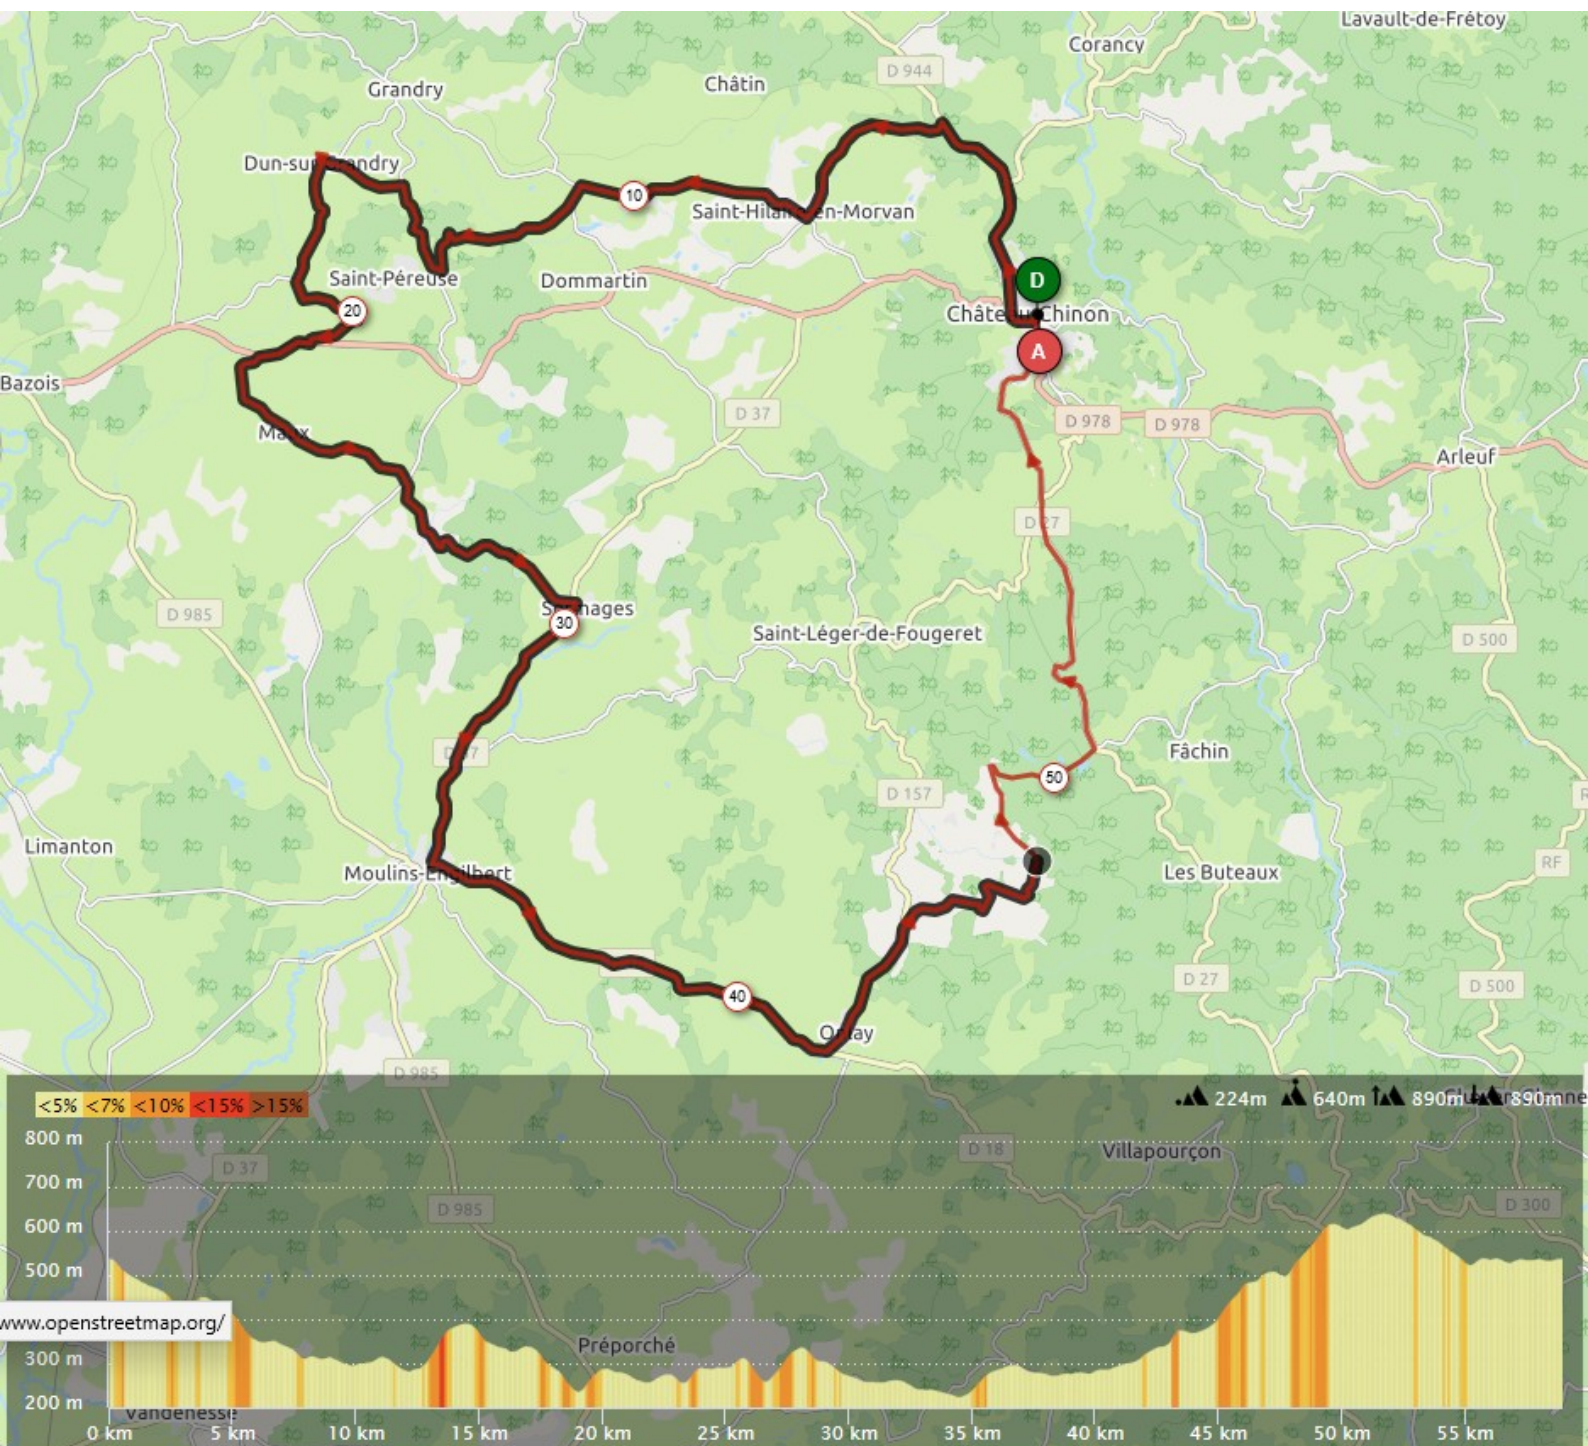 Lavault-de-Frétoy
Corancy
D 944
Châtin
Grandry
Dun-sur-Grandry
10
Saint-Hilaire-en-Morvan
Saint-Péreuse
Dommartin
D
20
Château-Chinon
A
Bazois
D 37
D 978
D 978
Maux
Arleuf
D 27
Sermages
D 985
30
Saint-Léger-de-Fougeret
D 500
D 37
Fâchin
50
D 157
Limanton
RF
Moulins-Engilbert
Les Buteaux
D 27
D 500
40
Onlay
D 985
<5% <7% <10% <15% >15%
224m 640m 890m 890m
800 m
D 18
Villapourçon
D 37
700 m
D 985
D 300
600 m
500 m
www.openstreetmap.org/
Préporché
300 m
200 m
Vandenesse
0 km 5 km 10 km 15 km 20 km 25 km 30 km 35 km 40 km 45 km 50 km 55 km